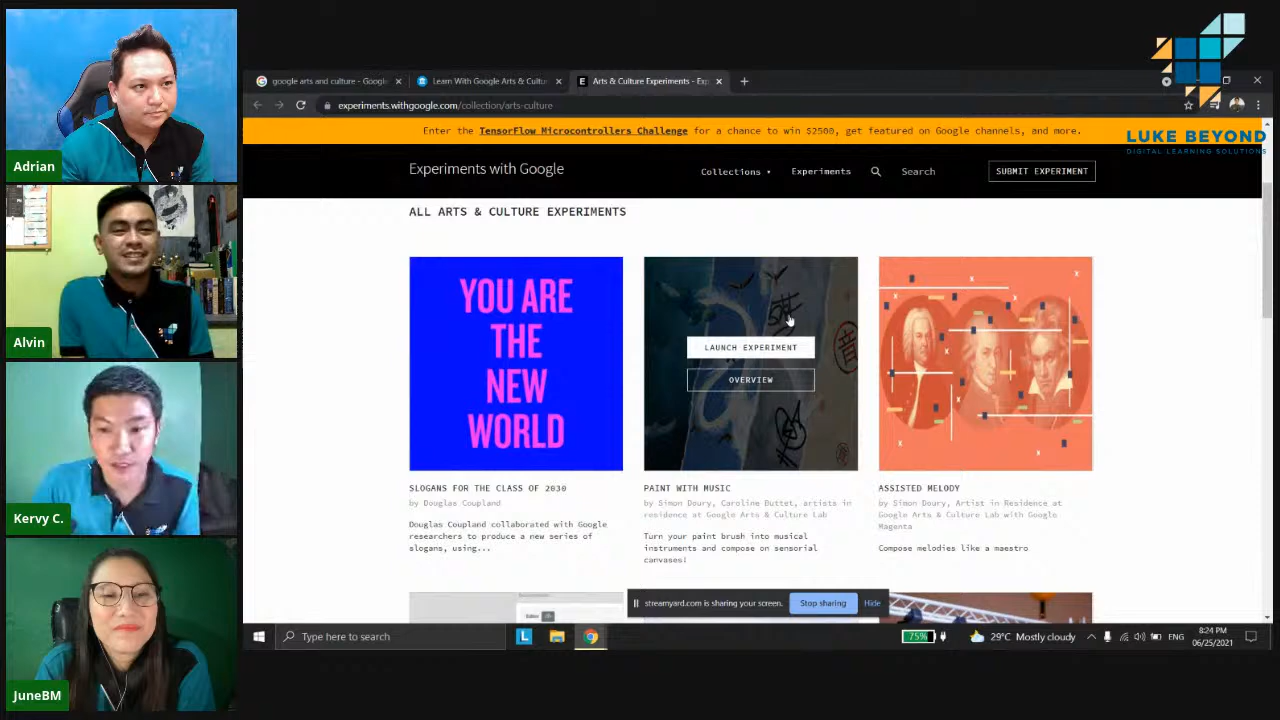 Adrian
Alvin
Kervy C.
JuneBM
google arts and culture - Google
Learn With Google Arts & Cultu
Arts & Culture Experiments - Exp
experiments.withgoogle.com/collection/arts-culture
LUKE BEYOND
DIGITAL LEARNING SOLUTIONS
Enter the TensorFlow Microcontrollers Challenge for a chance to win $2500, get featured on Google channels, and more.
Experiments with Google
Collections
Experiments
Search
SUBMIT EXPERIMENT
ALL ARTS & CULTURE EXPERIMENTS
YOU ARE
THE
NEW
WORLD
LAUNCH EXPERIMENT
OVERVIEW
SLOGANS FOR THE CLASS OF 2030
by Douglas Coupland
Douglas Coupland collaborated with Google
researchers to produce a new series of
slogans, using...
PAINT WITH MUSIC
by Simon Doury, Caroline Buttet, artists in
residence at Google Arts & Culture Lab
Turn your paint brush into musical
instruments and compose on sensorial
canvases!
ASSISTED MELODY
by Simon Doury, Artist in Residence at
Google Arts & Culture Lab with Google
Magenta
Compose melodies like a maestro
streamyard.com is sharing your screen.
Stop sharing
Hide
Type here to search
75%
29°C Mostly cloudy
ENG
8:24 PM
06/25/2021